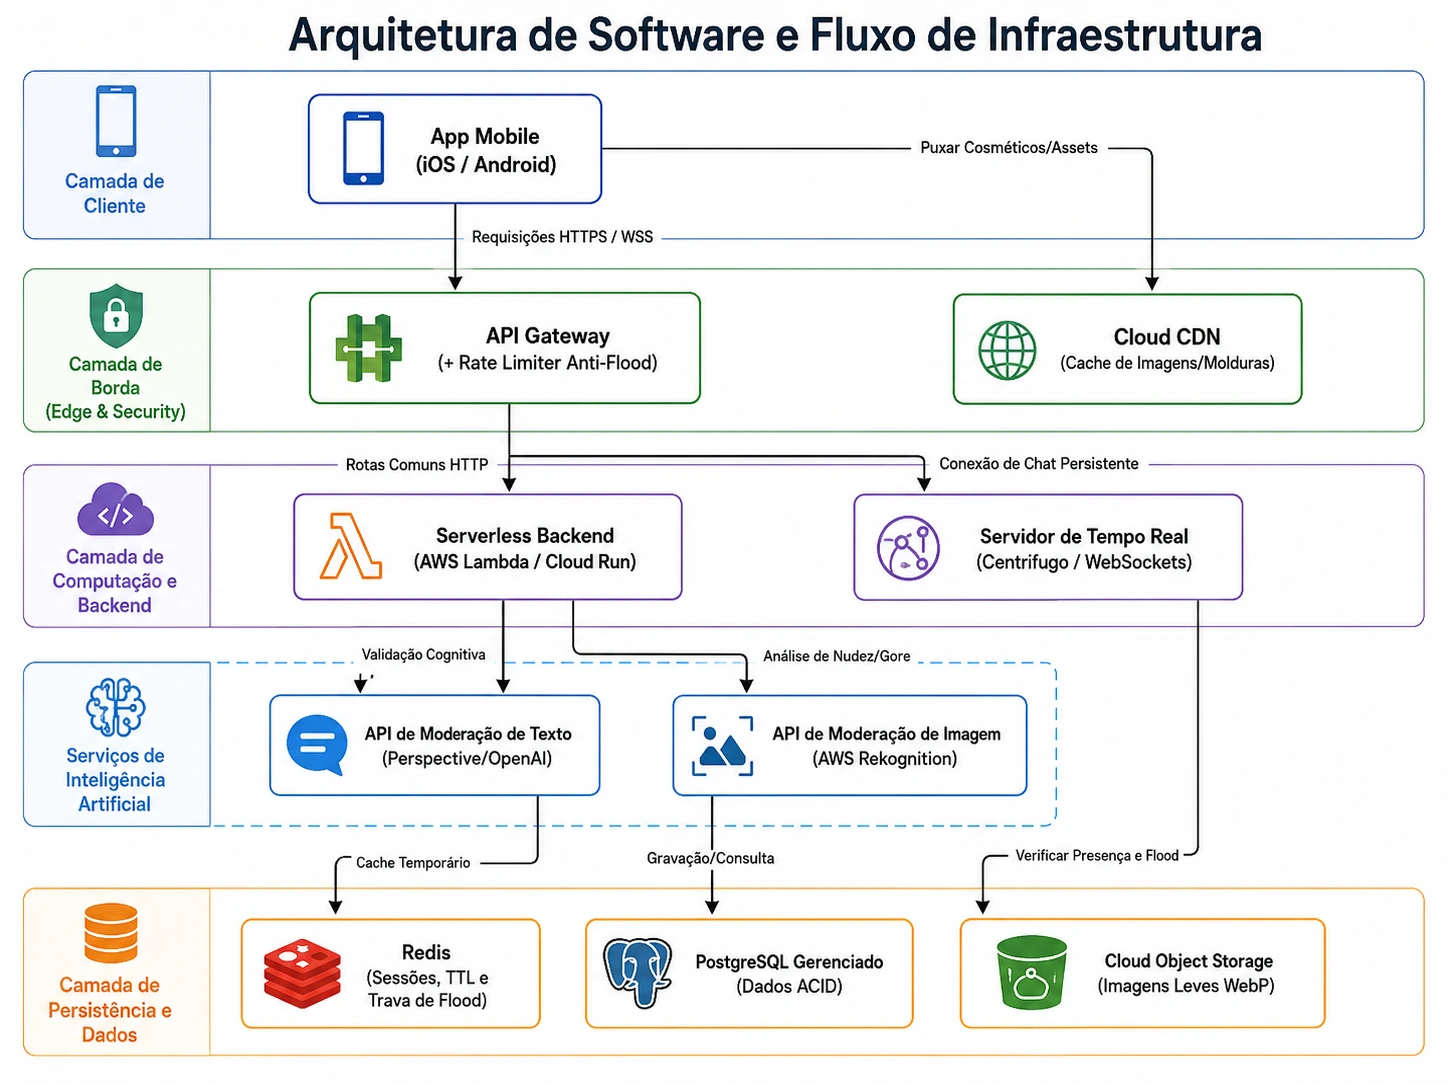 Arquitetura de Software e Fluxo de Infraestrutura
Camada de
Cliente
App Mobile
(iOS / Android)
Puxar Cosméticos/Assets
Requisições HTTPS / WSS
Camada de
Borda
(Edge & Security)
API Gateway
(+ Rate Limiter Anti-Flood)
Cloud CDN
(Cache de Imagens/Molduras)
Rotas Comuns HTTP
Conexão de Chat Persistente
Camada de
Computação e
Backend
Serverless Backend
(AWS Lambda / Cloud Run)
Servidor de Tempo Real
(Centrifugo / WebSockets)
Validação Cognitiva
Análise de Nudez/Gore
Serviços de
Inteligência
Artificial
API de Moderação de Texto
(Perspective/OpenAI)
API de Moderação de Imagem
(AWS Rekognition)
Cache Temporário
Gravação/Consulta
Verificar Presença e Flood
Camada de
Persistência e
Dados
Redis
(Sessões, TTL e
Trava de Flood)
PostgreSQL Gerenciado
(Dados ACID)
Cloud Object Storage
(Imagens Leves WebP)